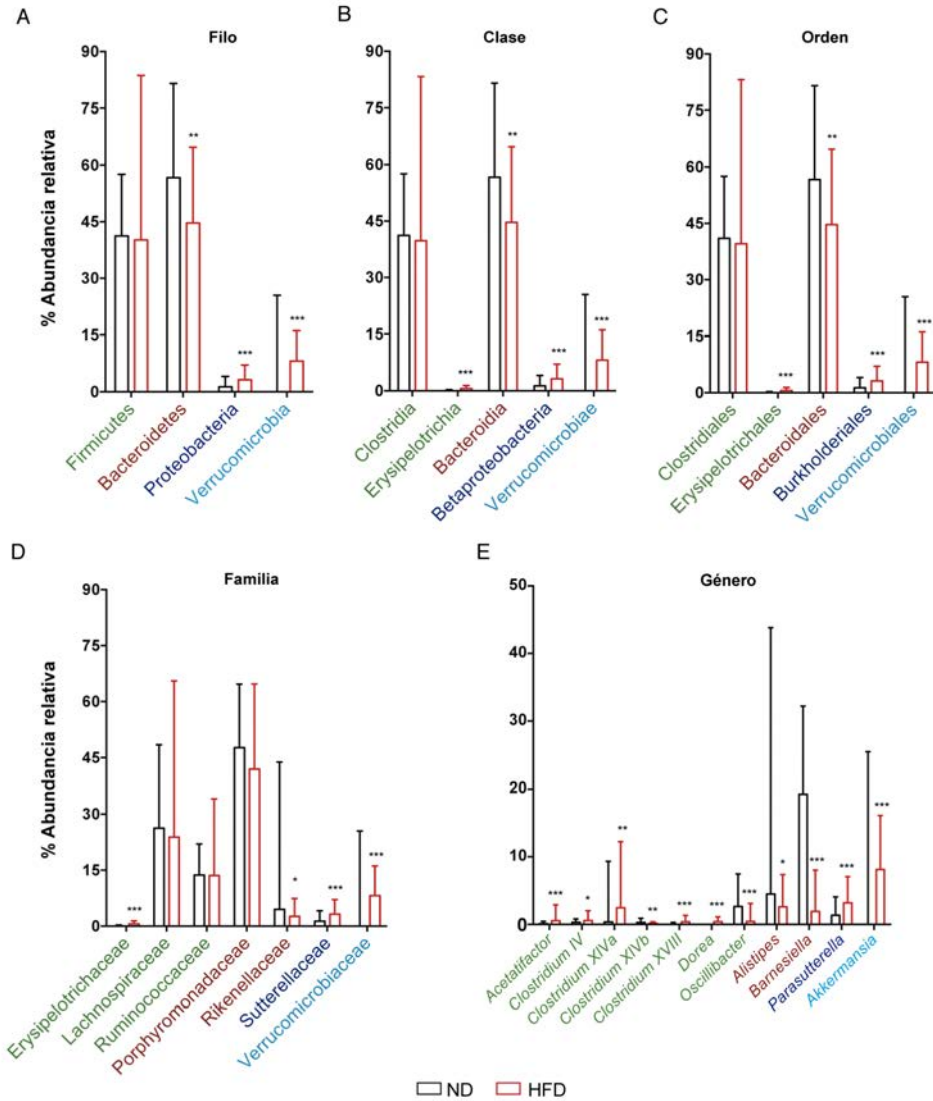 A
Filo
% Abundancia relativa
90
75
60
45
30
15
0
**
***
***
Firmicutes
Bacteroidetes
Proteobacteria
Verrucomicrobia
B
Clase
90
75
60
45
30
15
0
***
**
***
***
Clostridia
Erysipelotrichia
Bacteroidia
Betaproteobacteria
Verrucomicrobiae
C
Orden
90
75
60
45
30
15
0
***
**
***
***
Clostridiales
Erysipelotrichales
Bacteroidales
Burkholderiales
Verrucomicrobiales
D
Familia
% Abundancia relativa
90
75
60
45
30
15
0
***
*
***
***
Erysipelotrichaceae
Lachnospiraceae
Ruminococcaceae
Porphyromonadaceae
Rikenellaceae
Sutterellaceae
Verrucomicrobiaceae
E
Género
50
40
30
20
10
0
***
*
**
**
***
***
***
*
***
***
***
Acetatifactor
Clostridium IV
Clostridium XIVa
Clostridium XIVb
Clostridium XVIII
Dorea
Oscillibacter
Alistipes
Barnesiella
Parasutterella
Akkermansia
ND
HFD